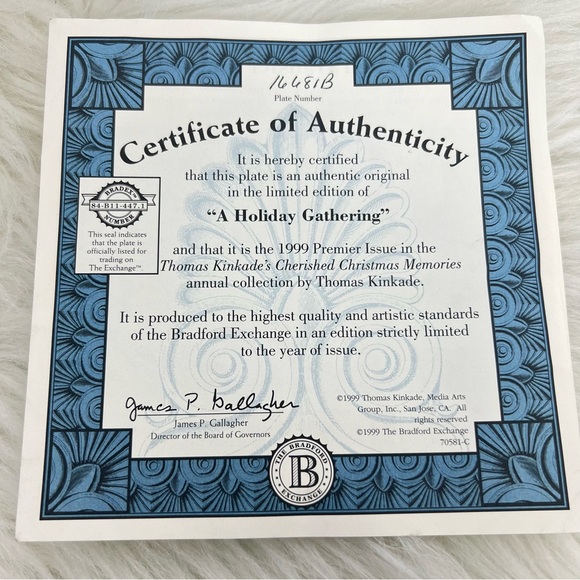 16681B
Plate Number
Certificate of Authenticity
It is hereby certified
that this plate is an authentic original
in the limited edition of
“A Holiday Gathering”
and that it is the 1999 Premier Issue in the
Thomas Kinkade's Cherished Christmas Memories
annual collection by Thomas Kinkade.
It is produced to the highest quality and artistic standards
of the Bradford Exchange in an edition strictly limited
to the year of issue.
BRADEX
84-B11-447.1
NUMBER
This seal indicates
that the plate is
officially listed for
trading on
The Exchange™
James P. Gallagher
James P. Gallagher
Director of the Board of Governors
©1999 Thomas Kinkade, Media Arts
Group, Inc., San Jose, CA. All
rights reserved
©1999 The Bradford Exchange
70581-C
THE BRADFORD
B
EXCHANGE